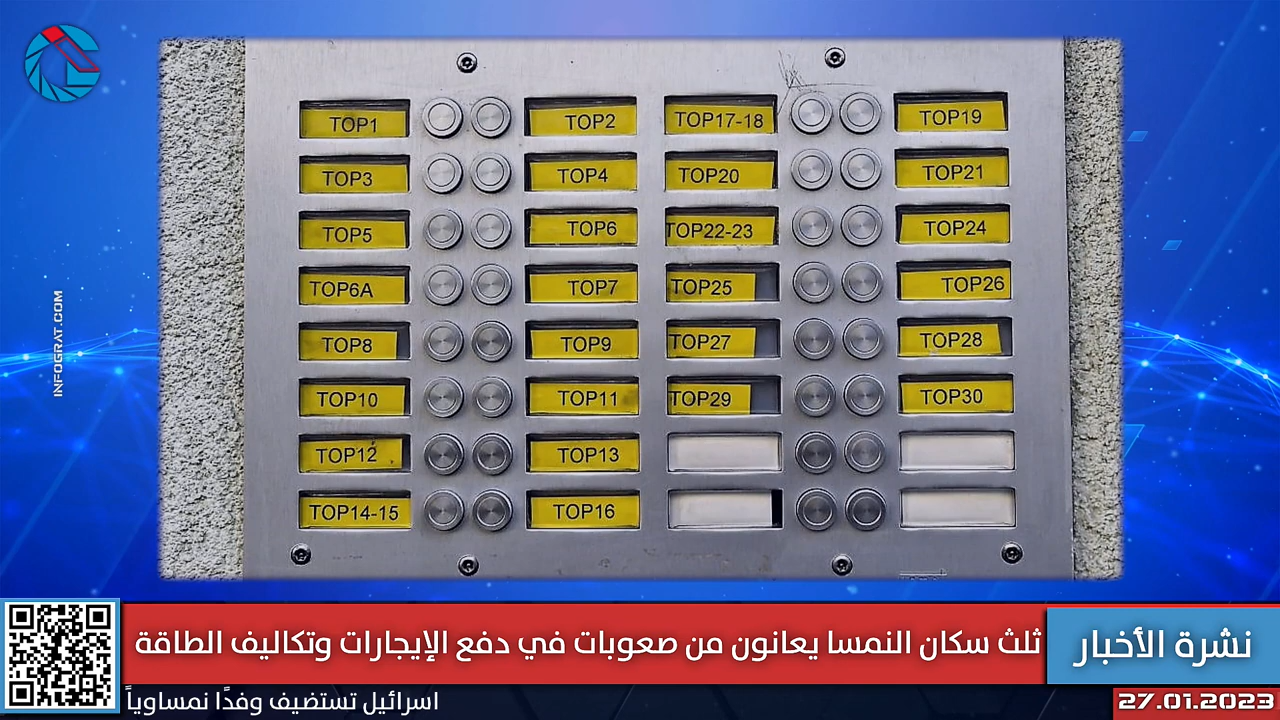 TOP1
TOP2
TOP17-18
TOP19
TOP3
TOP4
TOP20
TOP21
TOP5
TOP6
TOP22-23
TOP24
TOP6A
TOP7
TOP25
TOP26
TOP8
TOP9
TOP27
TOP28
TOP10
TOP11
TOP29
TOP30
TOP12
TOP13
TOP14-15
TOP16
INFOGRAT.COM
نشرة الأخبار
ثلث سكان النمسا يعانون من صعوبات في دفع الإيجارات وتكاليف الطاقة
27.01.2023
اسرائيل تستضيف وفدًا نمساوياً